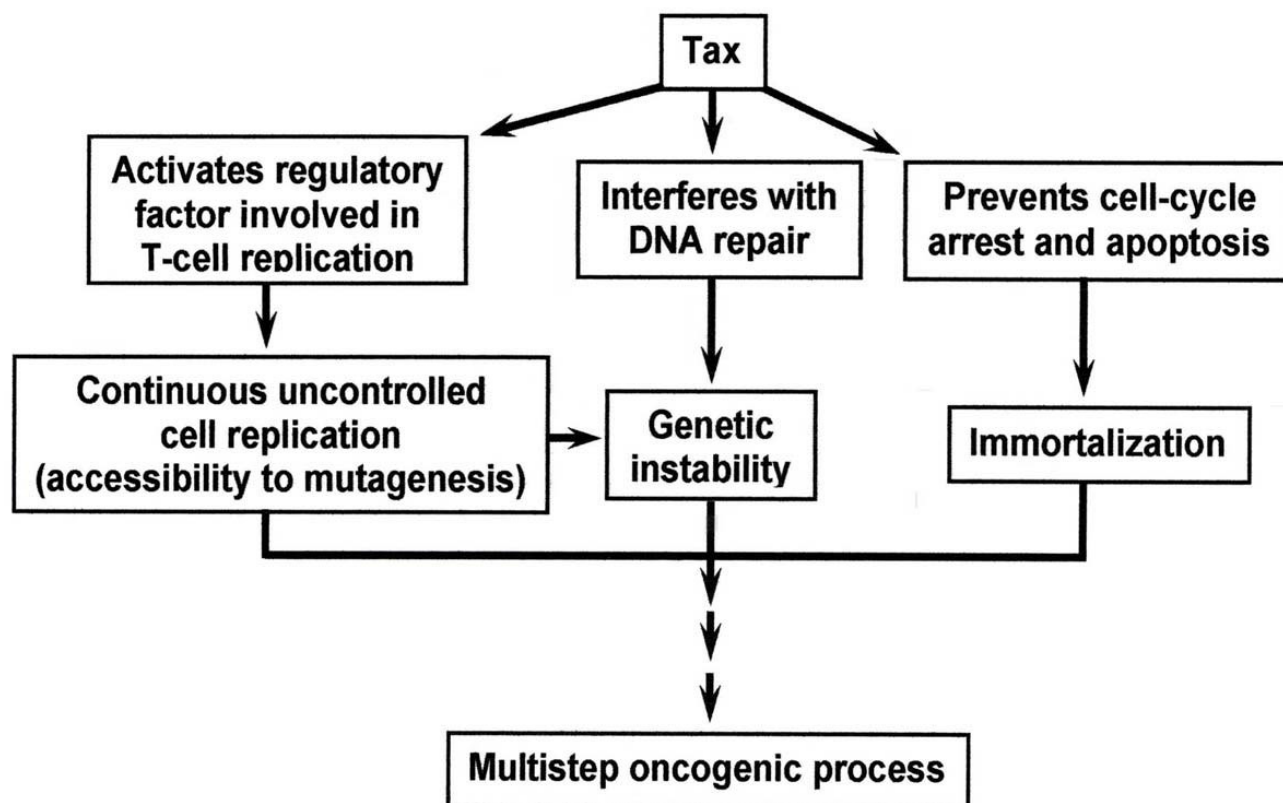 Tax
Activates regulatory
factor involved in
T-cell replication
Interferes with
DNA repair
Prevents cell-cycle
arrest and apoptosis
Continuous uncontrolled
cell replication
(accessibility to mutagenesis)
Genetic
instability
Immortalization
Multistep oncogenic process